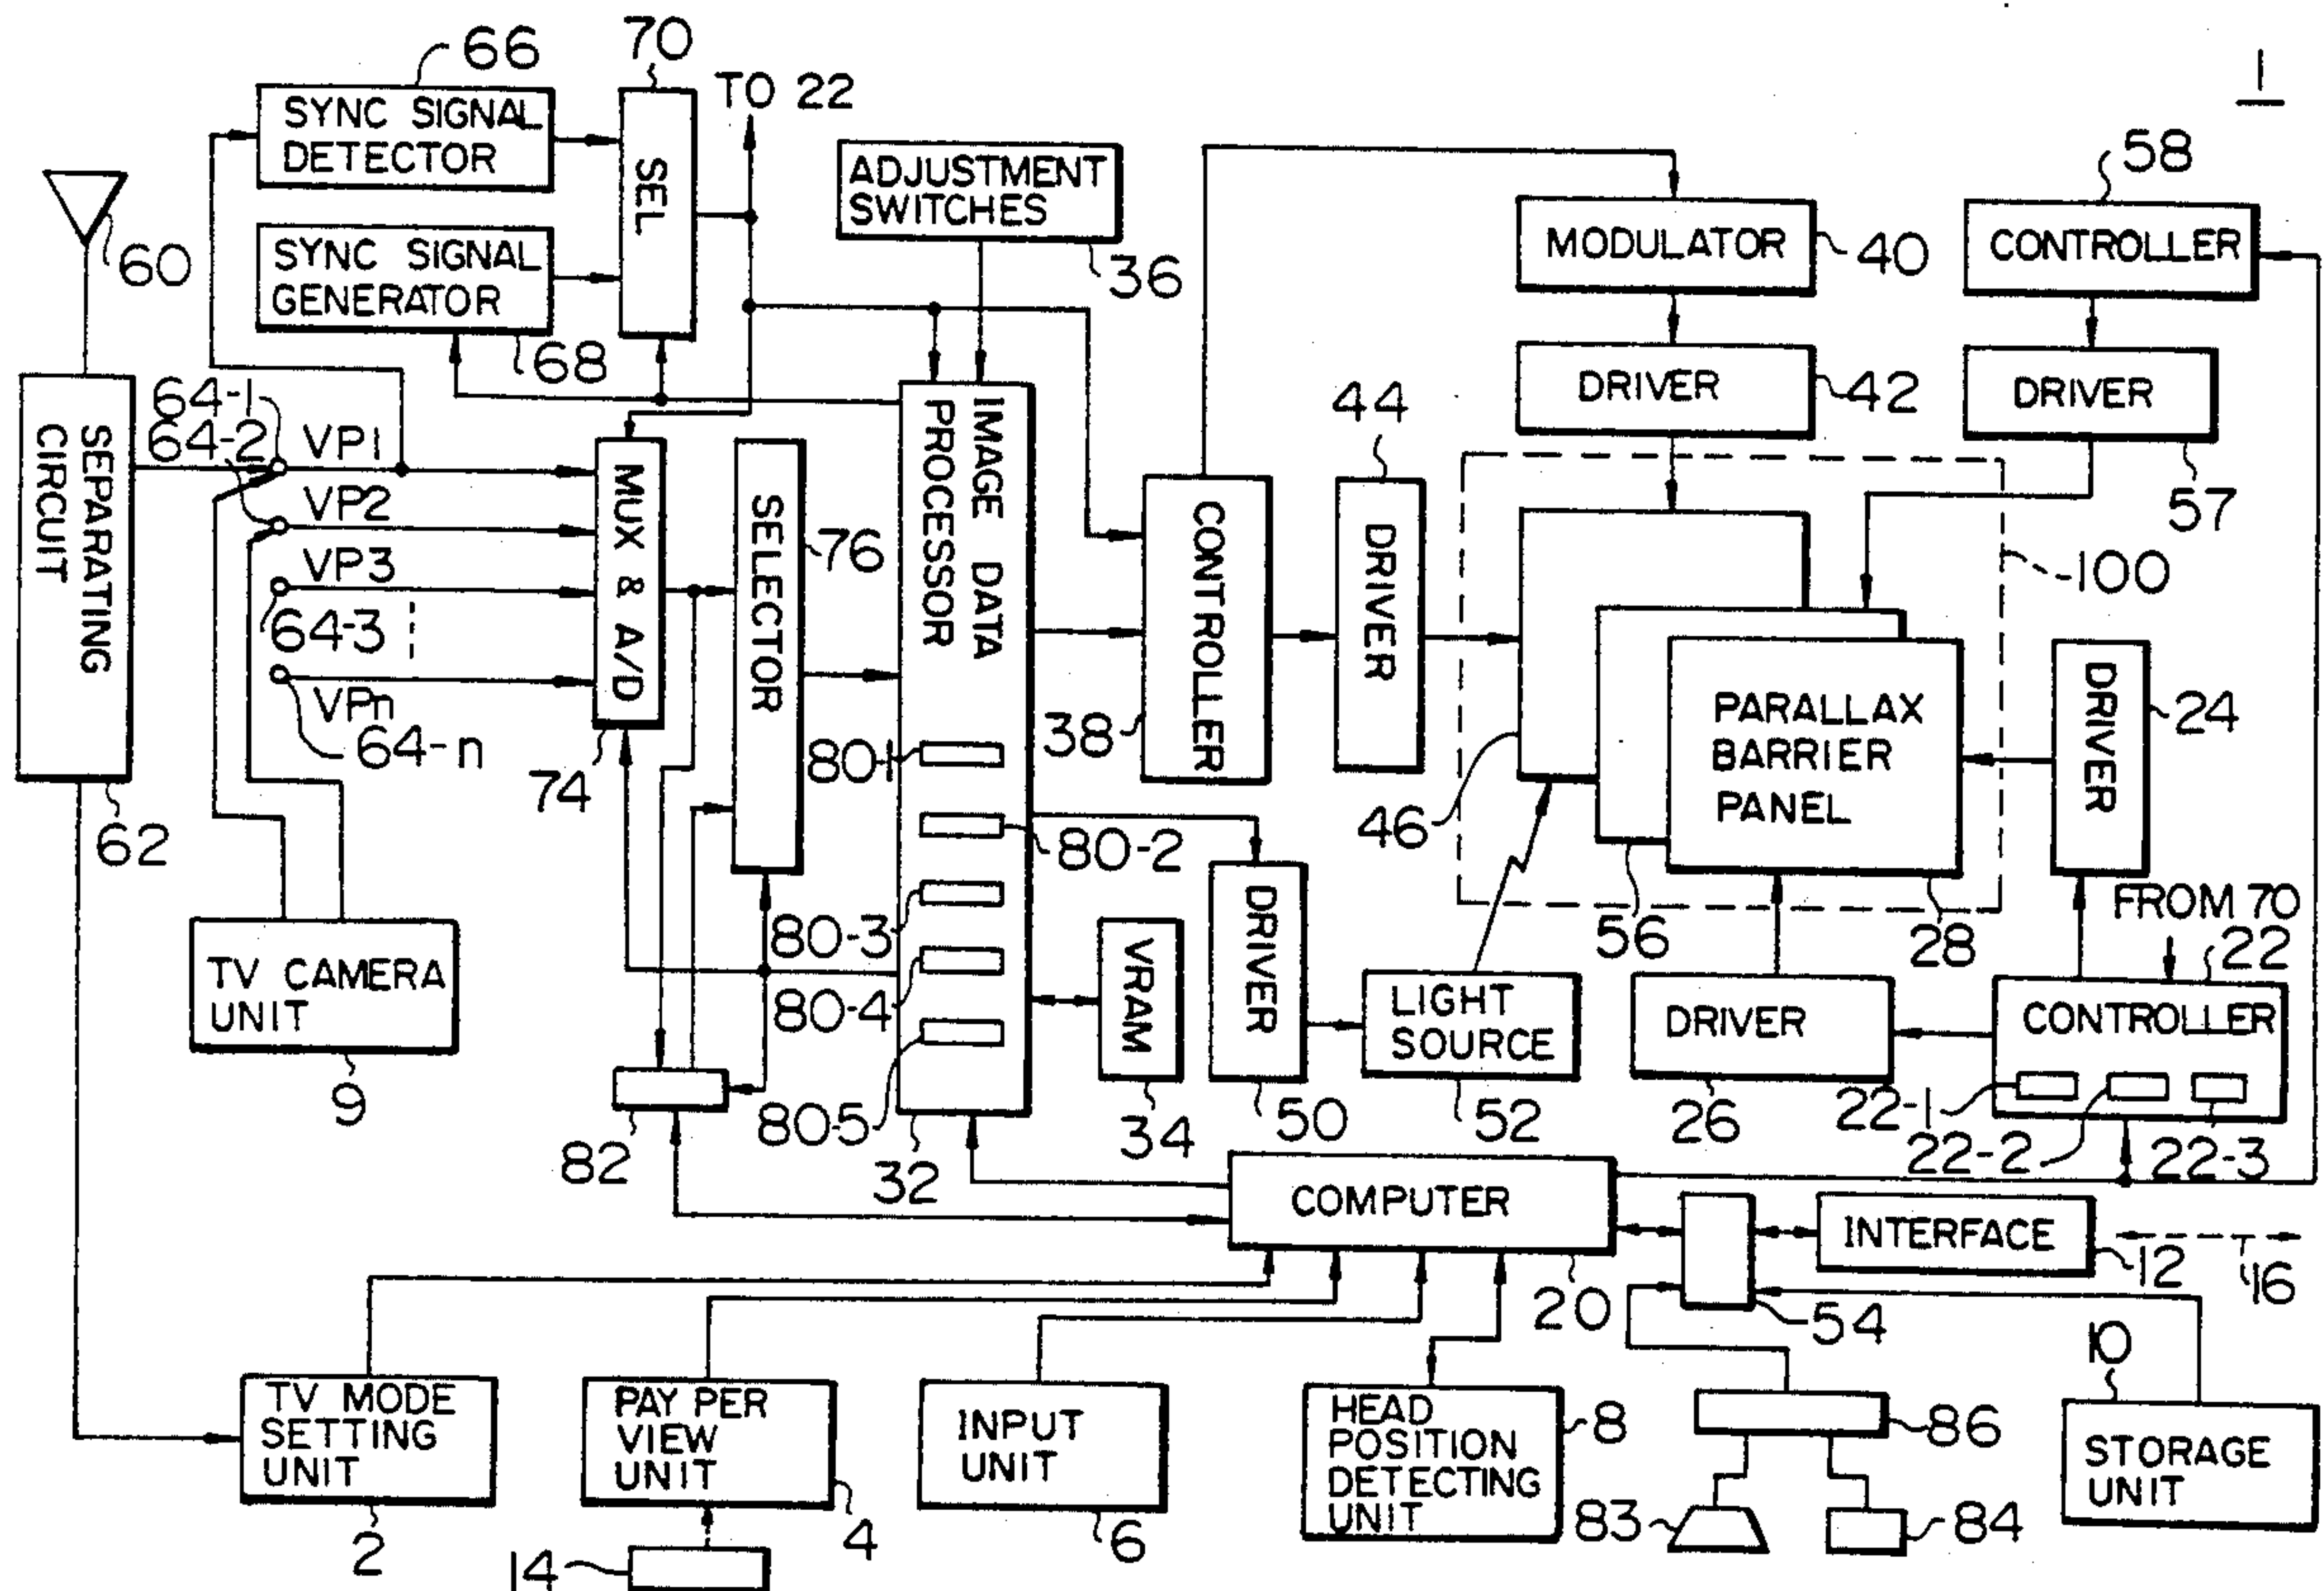 1
66
70
TO 22
SYNC SIGNAL
DETECTOR
SEL
ADJUSTMENT
SWITCHES
36
58
60
SYNC SIGNAL
GENERATOR
68
MODULATOR
40
CONTROLLER
DRIVER
42
DRIVER
57
44
SEPARATING
CIRCUIT
62
64-1
64-2
VP1
VP2
VP3
64-3
VPn
64-n
MUX & A/D
74
SELECTOR
76
IMAGE DATA
PROCESSOR
CONTROLLER
38
DRIVER
100
46
56
PARALLAX
BARRIER
PANEL
28
DRIVER
24
FROM 70
22
80-1
80-2
80-3
80-4
80-5
32
TV CAMERA
UNIT
9
82
VRAM
34
DRIVER
50
LIGHT
SOURCE
52
DRIVER
26
CONTROLLER
22-1
22-2
22-3
COMPUTER
20
INTERFACE
12
16
54
10
TV MODE
SETTING
UNIT
2
PAY PER
VIEW
UNIT
4
14
INPUT
UNIT
6
HEAD
POSITION
DETECTING
UNIT
8
86
83
84
STORAGE
UNIT